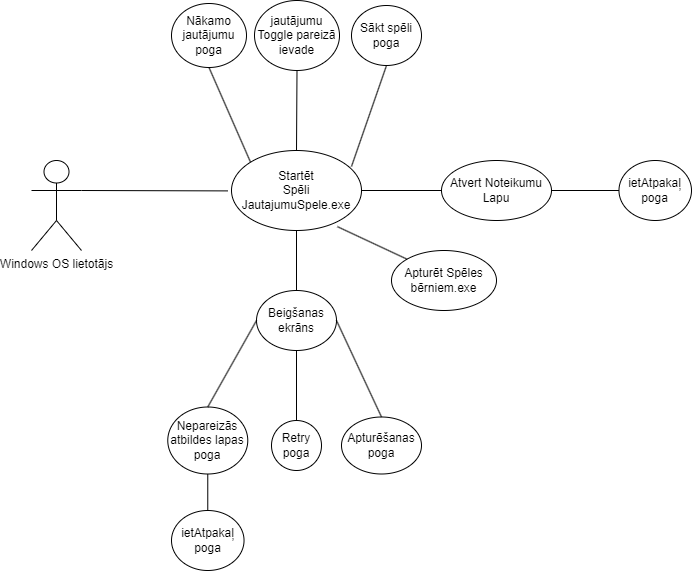 Nākamo
jautājumu
poga
jautājumu
Toggle pareizā
ievade
Sākt spēli
poga
Startēt
Spēli
JautajumuSpele.exe
Atvert Noteikumu
Lapu
ietAtpakaļ
poga
Windows OS lietotājs
Apturēt Spēles
bērniem.exe
Beigšanas
ekrāns
Nepareizās
atbildes lapas
poga
Retry
poga
Apturēšanas
poga
ietAtpakaļ
poga